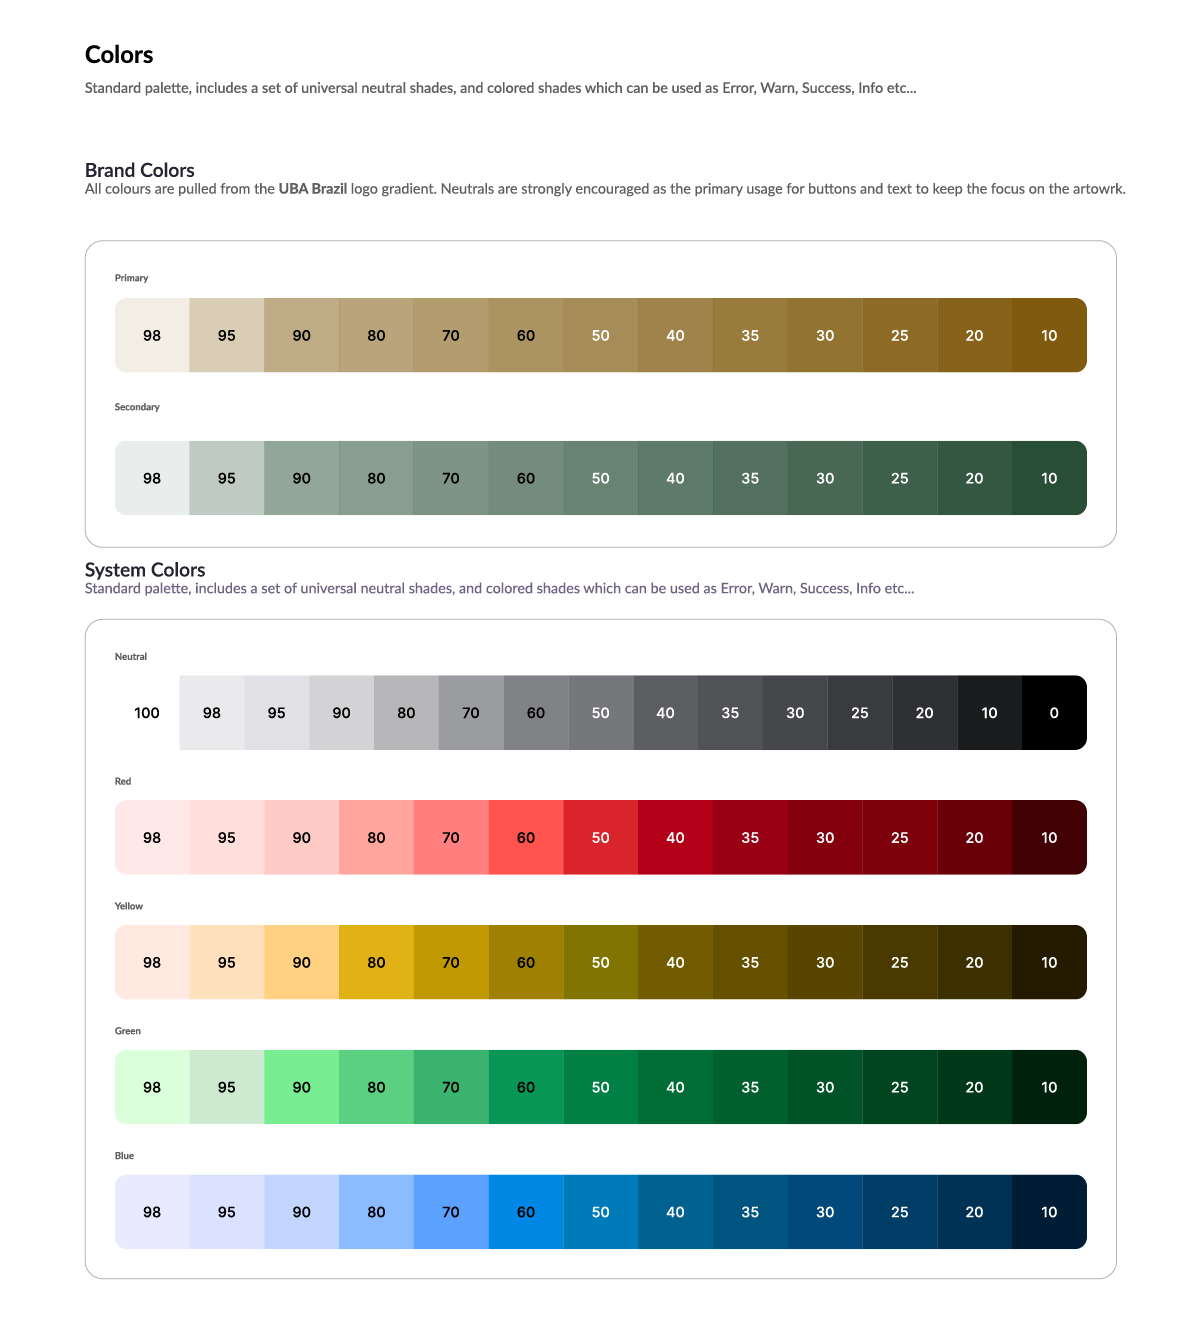 Colors
Standard palette, includes a set of universal neutral shades, and colored shades which can be used as Error, Warn, Success, Info etc...
Brand Colors
All colours are pulled from the UBA Brazil logo gradient. Neutrals are strongly encouraged as the primary usage for buttons and text to keep the focus on the artowrk.
Primary
98 95 90 80 70 60 50 40 35 30 25 20 10
Secondary
98 95 90 80 70 60 50 40 35 30 25 20 10
System Colors
Standard palette, includes a set of universal neutral shades, and colored shades which can be used as Error, Warn, Success, Info etc...
Neutral
100 98 95 90 80 70 60 50 40 35 30 25 20 10 0
Red
98 95 90 80 70 60 50 40 35 30 25 20 10
Yellow
98 95 90 80 70 60 50 40 35 30 25 20 10
Green
98 95 90 80 70 60 50 40 35 30 25 20 10
Blue
98 95 90 80 70 60 50 40 35 30 25 20 10